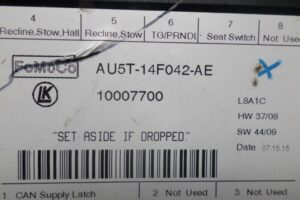 4 5 6 7 8
Recline,Stow,Hall Recline,Stow TG/PRNDL Seat Switch Not Used
FoMoCo AU5T-14F042-AE
LK 10007700
L8A1C
HW 37/08
"SET ASIDE IF DROPPED" SW 44/09
Date 07.15.15
1 CAN Supply Latch 2 Not Used 3 Not Used